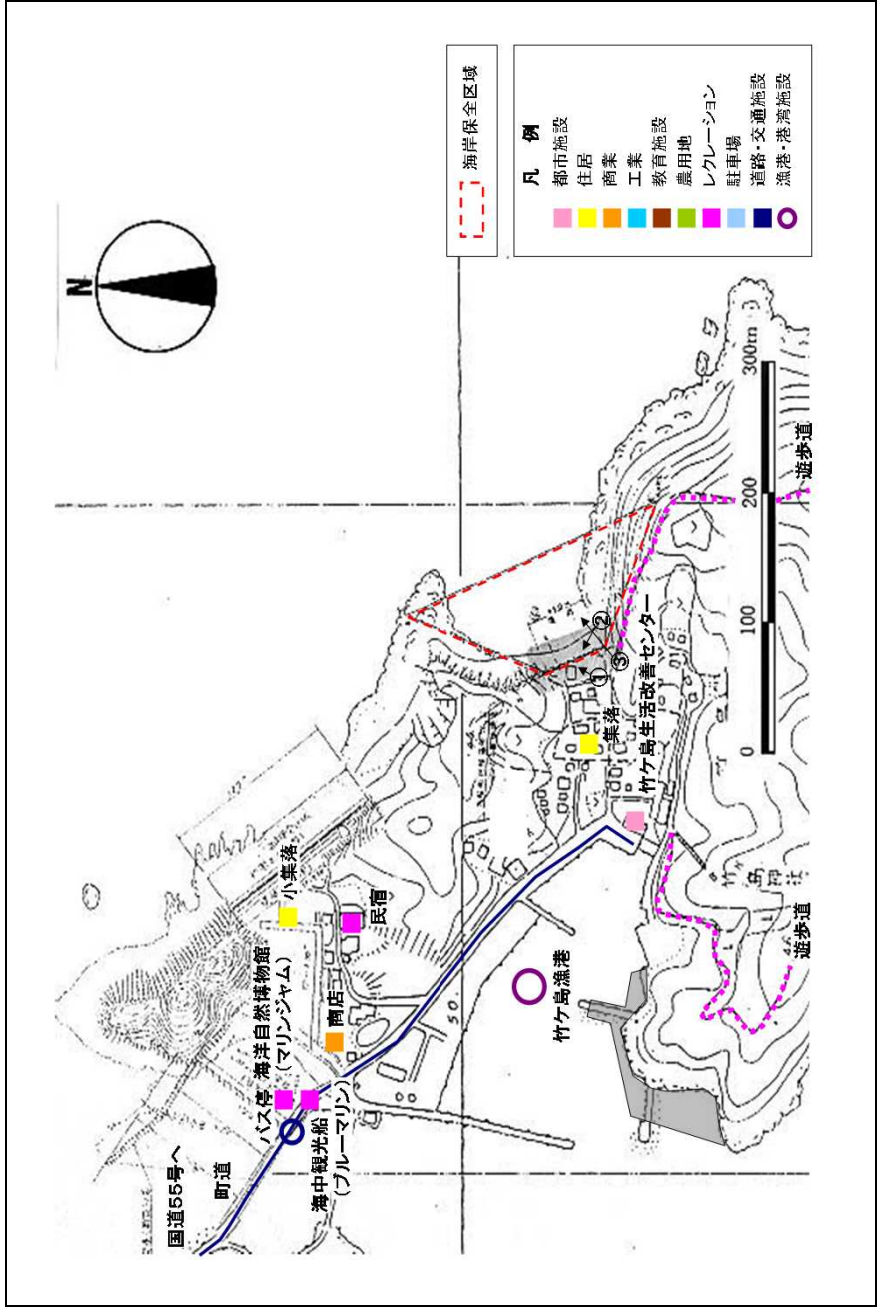 N
海岸保全区域
凡 例
都市施設
住居
商業
工業
教育施設
農用地
レクレーション
駐車場
道路・交通施設
漁港・港湾施設
国道55号へ
町道
バス停
海洋自然博物館
(マリンジャム)
海中観光船
(ブルーマリン)
小集落
商店
民宿
50.
竹ケ島漁港
集落
竹ケ島生活改善センター
①
②
③
遊歩道
遊歩道
0
100
200
300m